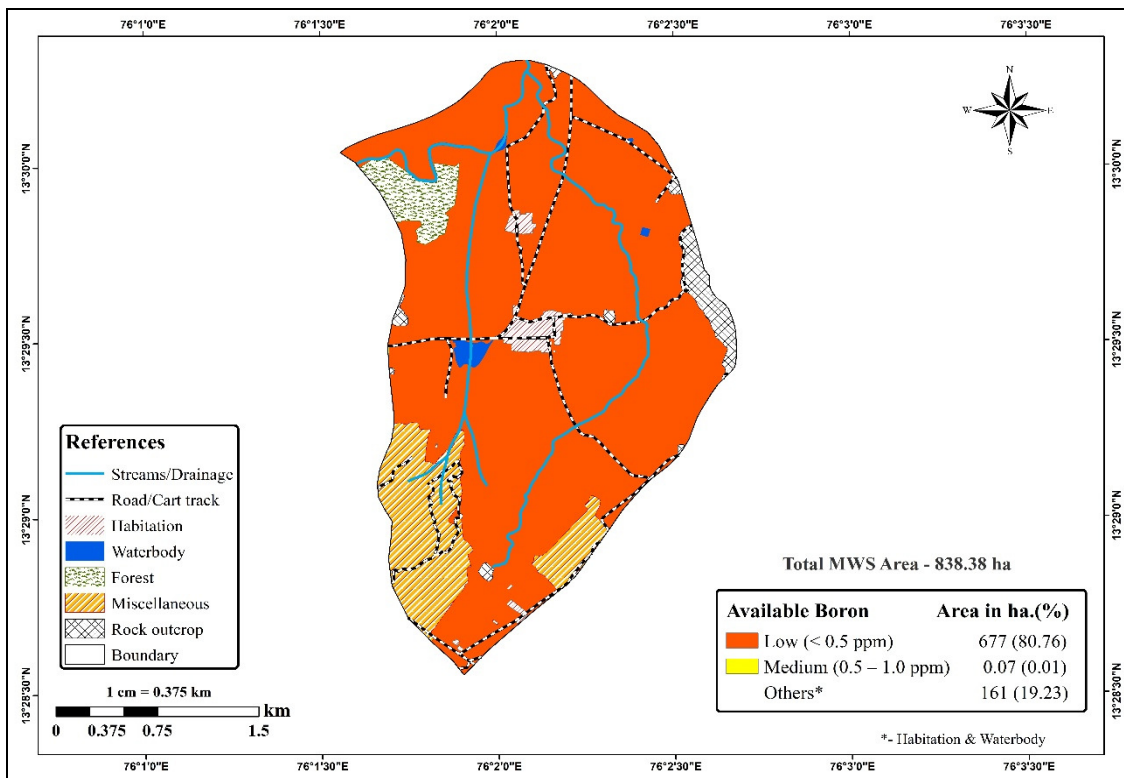 76°1'0"E 76°1'30"E 76°2'0"E 76°2'30"E 76°3'0"E 76°3'30"E
N
W E
S
13°30'0"N 13°30'0"N
13°29'30"N 13°29'30"N
13°29'0"N 13°29'0"N
13°28'30"N 13°28'30"N
References
Streams/Drainage
Road/Cart track
Habitation
Waterbody
Forest
Miscellaneous
Rock outcrop
Boundary
1 cm = 0.375 km
km
0 0.375 0.75 1.5
Total MWS Area - 838.38 ha
Available Boron Area in ha.(%)
Low (< 0.5 ppm) 677 (80.76)
Medium (0.5 – 1.0 ppm) 0.07 (0.01)
Others* 161 (19.23)
*- Habitation & Waterbody
76°1'0"E 76°1'30"E 76°2'0"E 76°2'30"E 76°3'0"E 76°3'30"E